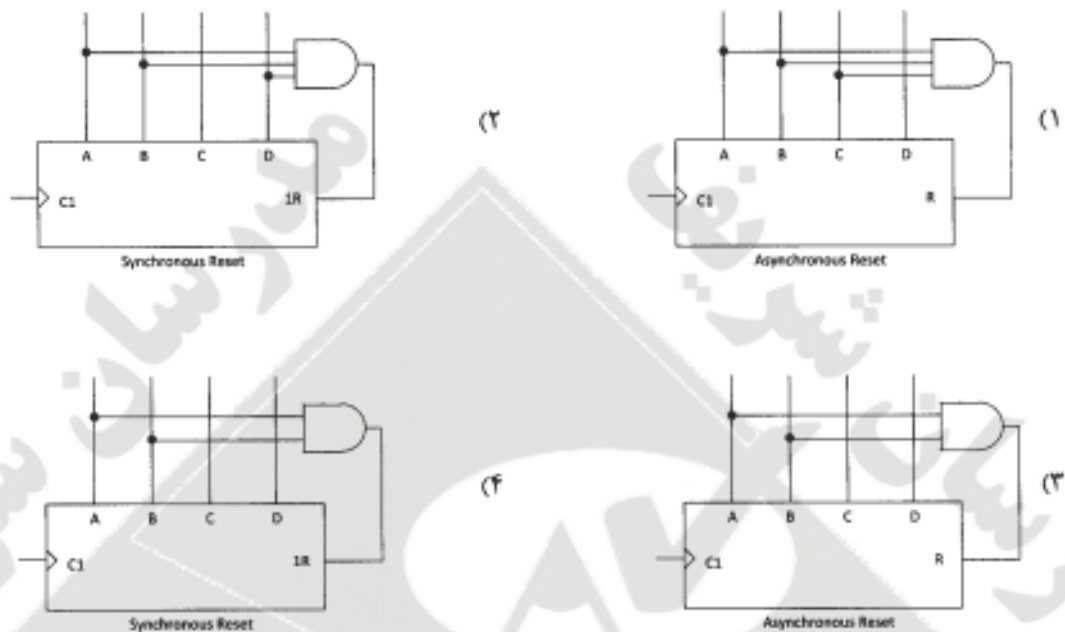 (۱
A B C D
C1 R
Asynchronous Reset
(۲
A B C D
C1 1R
Synchronous Reset
(۳
A B C D
C1 R
Asynchronous Reset
(۴
A B C D
C1 1R
Synchronous Reset